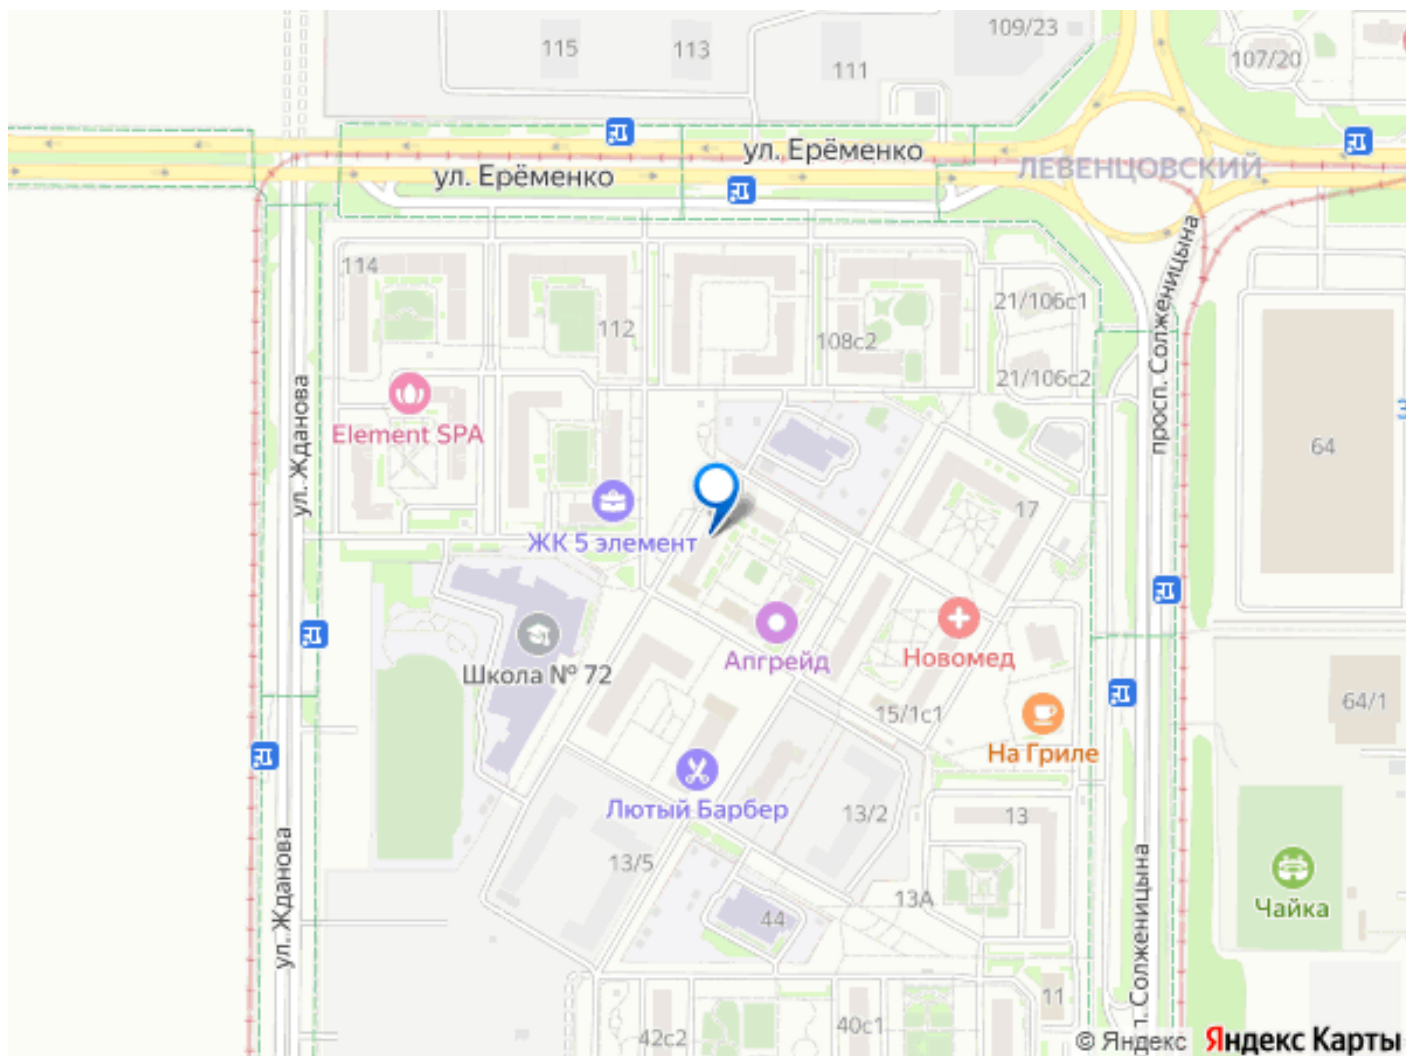 109/23
115
113
111
107/20
ул. Ерёменко
ул. Ерёменко
ЛЕВЕНЦОВСКИЙ
просп. Солженицына
114
112
108с2
21/106с1
21/106с2
ул. Жданова
Element SPA
64
17
ЖК 5 элемент
Школа № 72
Апгрейд
Новомед
15/1с1
64/1
На Гриле
Лютый Барбер
13/2
13
13/5
13А
44
Чайка
ул. Жданова
п. Солженицына
11
42с2
40с1
© Яндекс Яндекс Карты